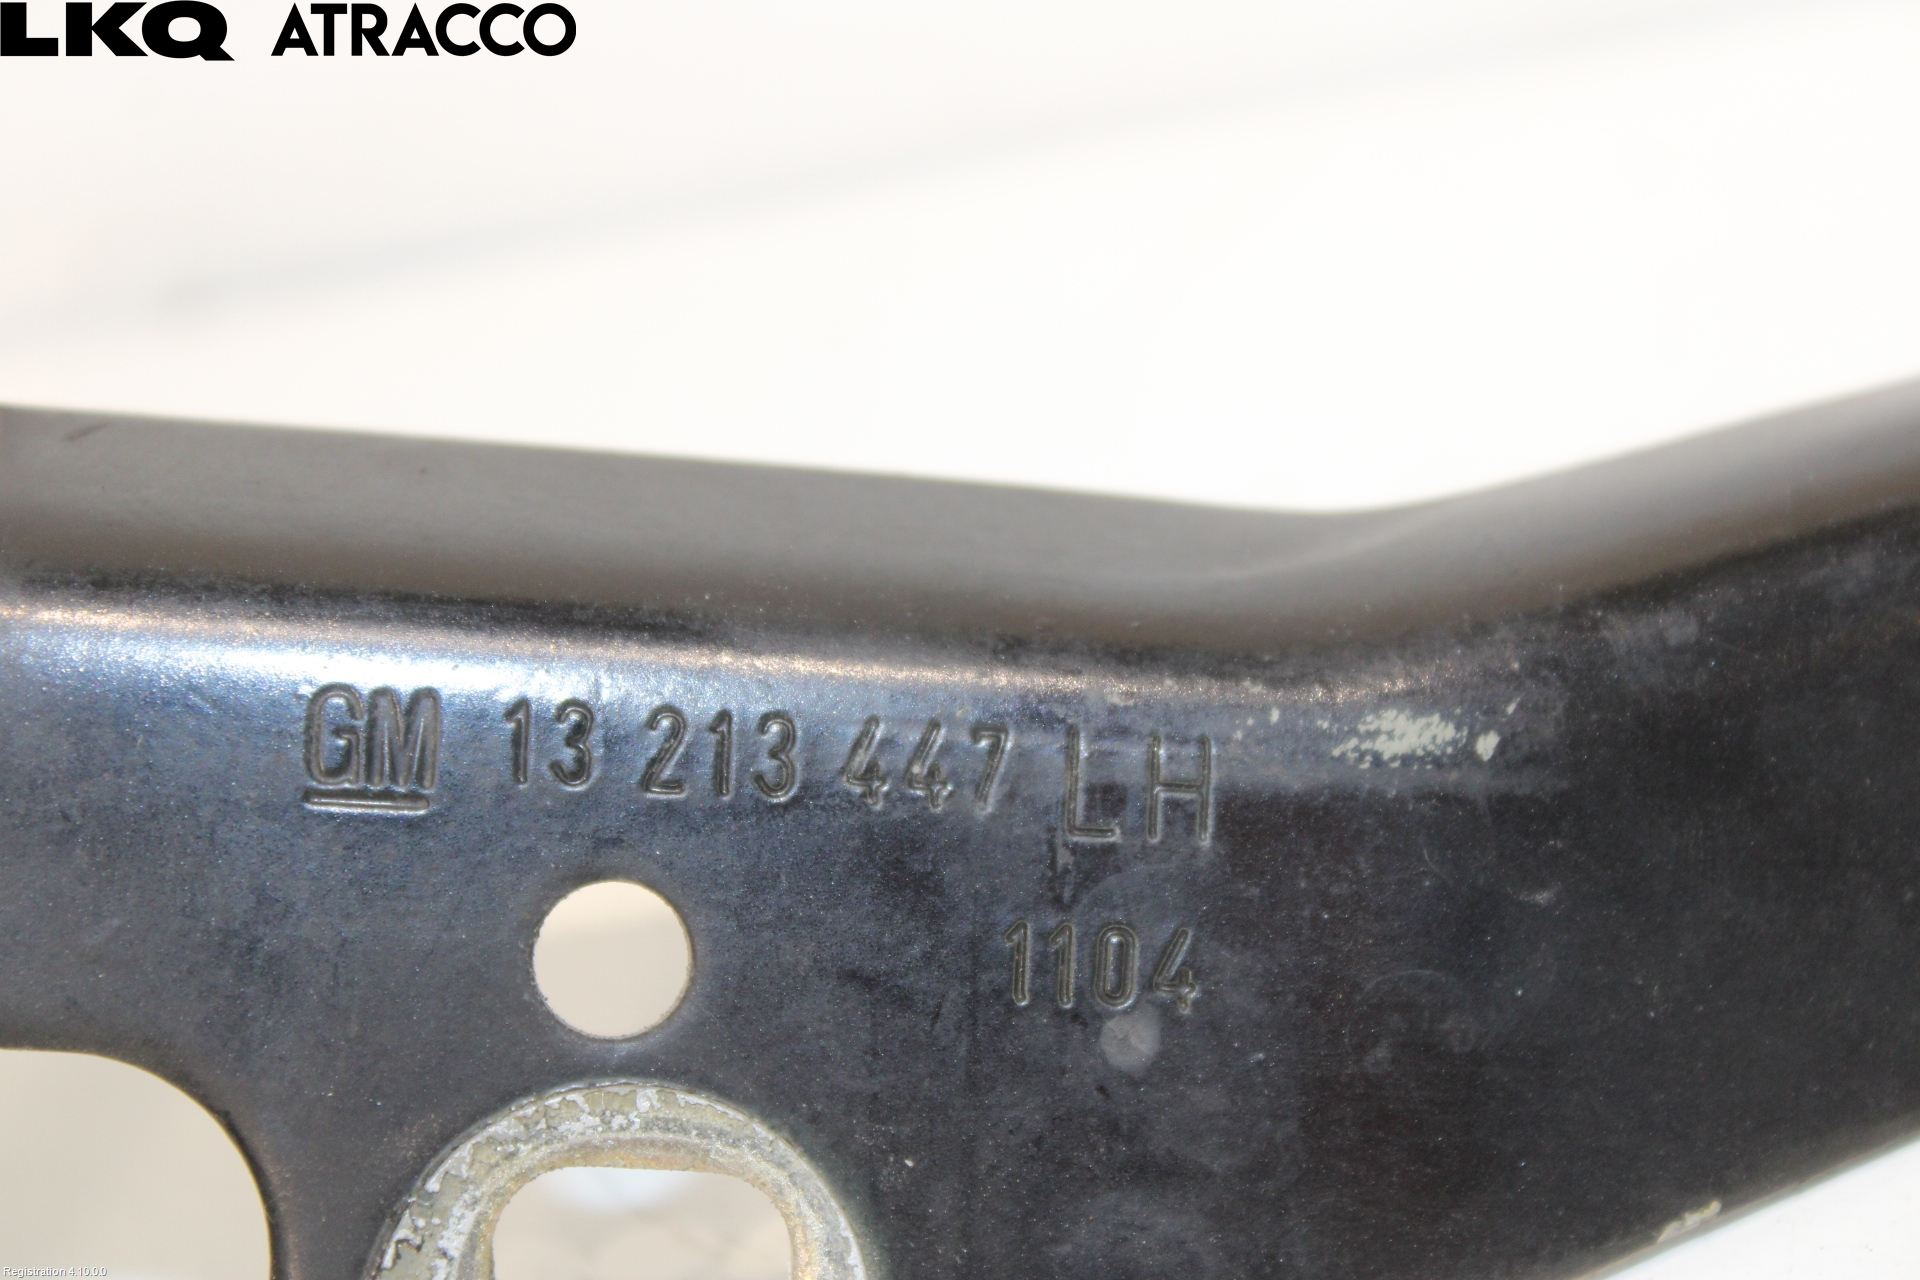 LKQ ATRACCO
GM 13 213 447 LH
1104
Registration 4.10.0.0